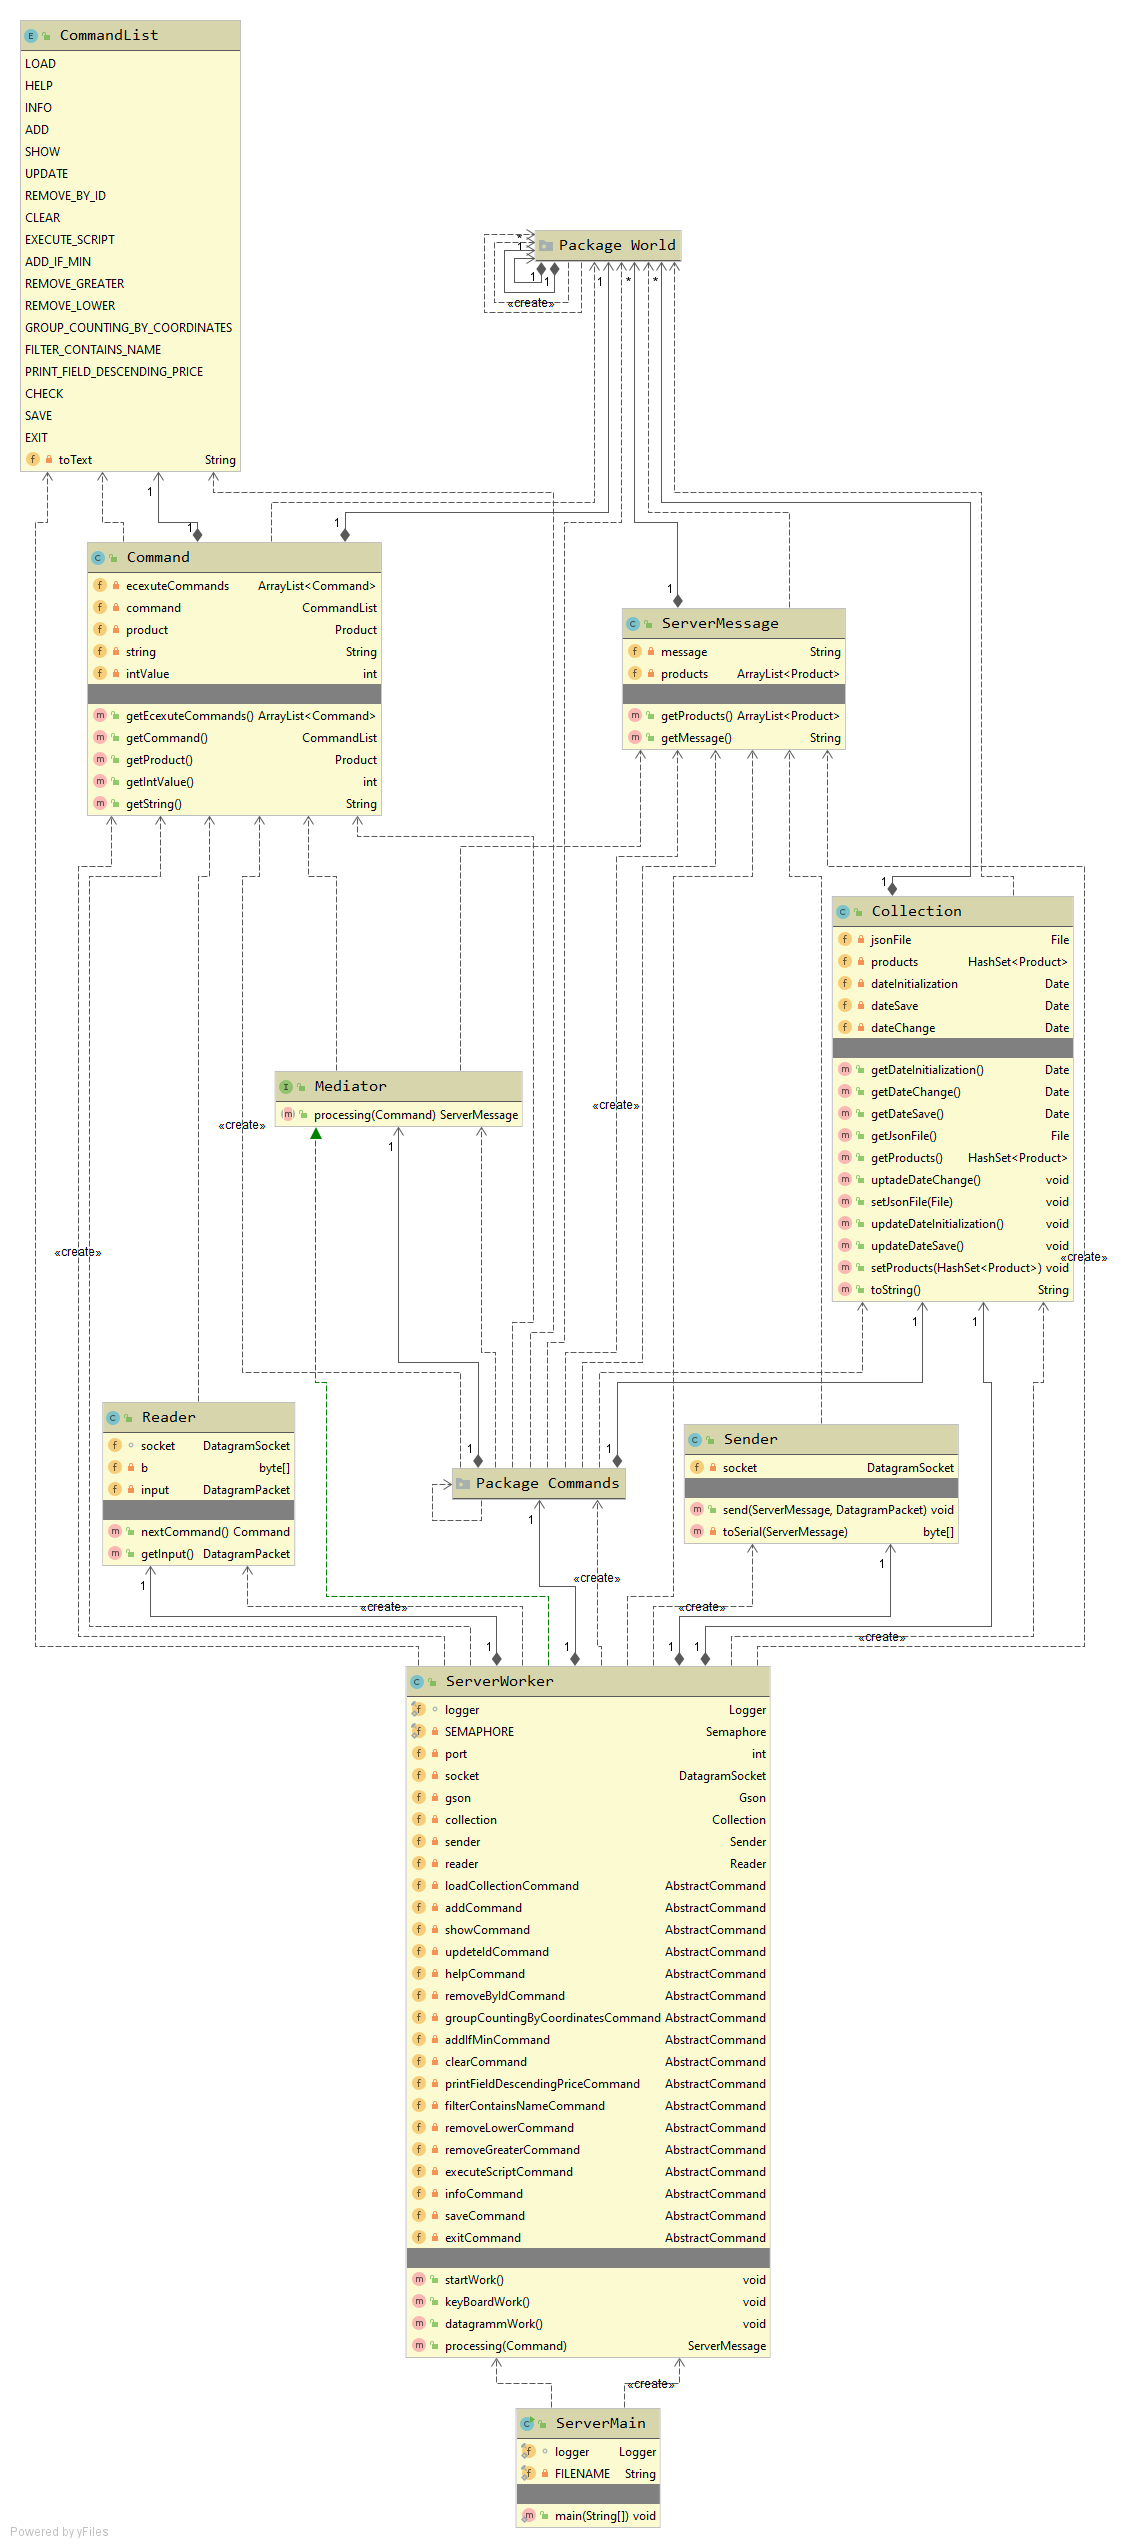 CommandList
LOAD
HELP
INFO
ADD
SHOW
UPDATE
REMOVE_BY_ID
CLEAR
EXECUTE_SCRIPT
ADD_IF_MIN
REMOVE_GREATER
REMOVE_LOWER
GROUP_COUNTING_BY_COORDINATES
FILTER_CONTAINS_NAME
PRINT_FIELD_DESCENDING_PRICE
CHECK
SAVE
EXIT
toText String
Package World
*
1
1
1
«create»
1
*
*
1
1
1
1
Command
ecexuteCommands ArrayList<Command>
command CommandList
product Product
string String
intValue int
getEcexuteCommands() ArrayList<Command>
getCommand() CommandList
getProduct() Product
getIntValue() int
getString() String
ServerMessage
message String
products ArrayList<Product>
getProducts() ArrayList<Product>
getMessage() String
1
Collection
jsonFile File
products HashSet<Product>
dateInitialization Date
dateSave Date
dateChange Date
getDateInitialization() Date
getDateChange() Date
getDateSave() Date
getJsonFile() File
getProducts() HashSet<Product>
uptadeDateChange() void
setJsonFile(File) void
updateDateInitialization() void
updateDateSave() void
setProducts(HashSet<Product>) void
toString() String
Mediator
processing(Command) ServerMessage
«create»
«create»
1
«create»
«create»
1
1
Reader
socket DatagramSocket
b byte[]
input DatagramPacket
nextCommand() Command
getInput() DatagramPacket
1
1
Package Commands
Sender
socket DatagramSocket
send(ServerMessage, DatagramPacket) void
toSerial(ServerMessage) byte[]
1
1
1
«create»
«create»
«create»
«create»
1
1
1
1
ServerWorker
logger Logger
SEMAPHORE Semaphore
port int
socket DatagramSocket
gson Gson
collection Collection
sender Sender
reader Reader
loadCollectionCommand AbstractCommand
addCommand AbstractCommand
showCommand AbstractCommand
updeteIdCommand AbstractCommand
helpCommand AbstractCommand
removeByIdCommand AbstractCommand
groupCountingByCoordinatesCommand AbstractCommand
addIfMinCommand AbstractCommand
clearCommand AbstractCommand
printFieldDescendingPriceCommand AbstractCommand
filterContainsNameCommand AbstractCommand
removeLowerCommand AbstractCommand
removeGreaterCommand AbstractCommand
executeScriptCommand AbstractCommand
infoCommand AbstractCommand
saveCommand AbstractCommand
exitCommand AbstractCommand
startWork() void
keyBoardWork() void
datagrammWork() void
processing(Command) ServerMessage
«create»
ServerMain
logger Logger
FILENAME String
main(String[]) void
Powered by yFiles